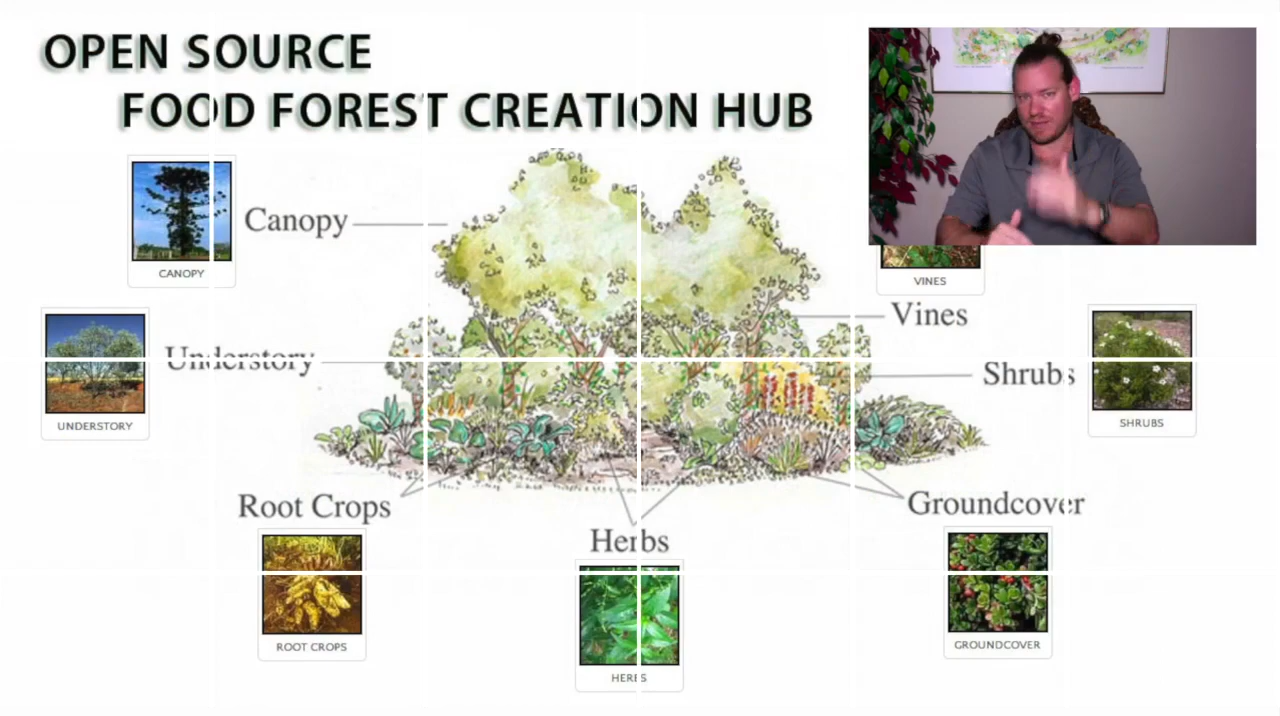 OPEN SOURCE
FOOD FOREST CREATION HUB
CANOPY
Canopy
VINES
Vines
UNDERSTORY
Understory
Shrubs
SHRUBS
Root Crops
ROOT CROPS
Herbs
HERBS
Groundcover
GROUNDCOVER